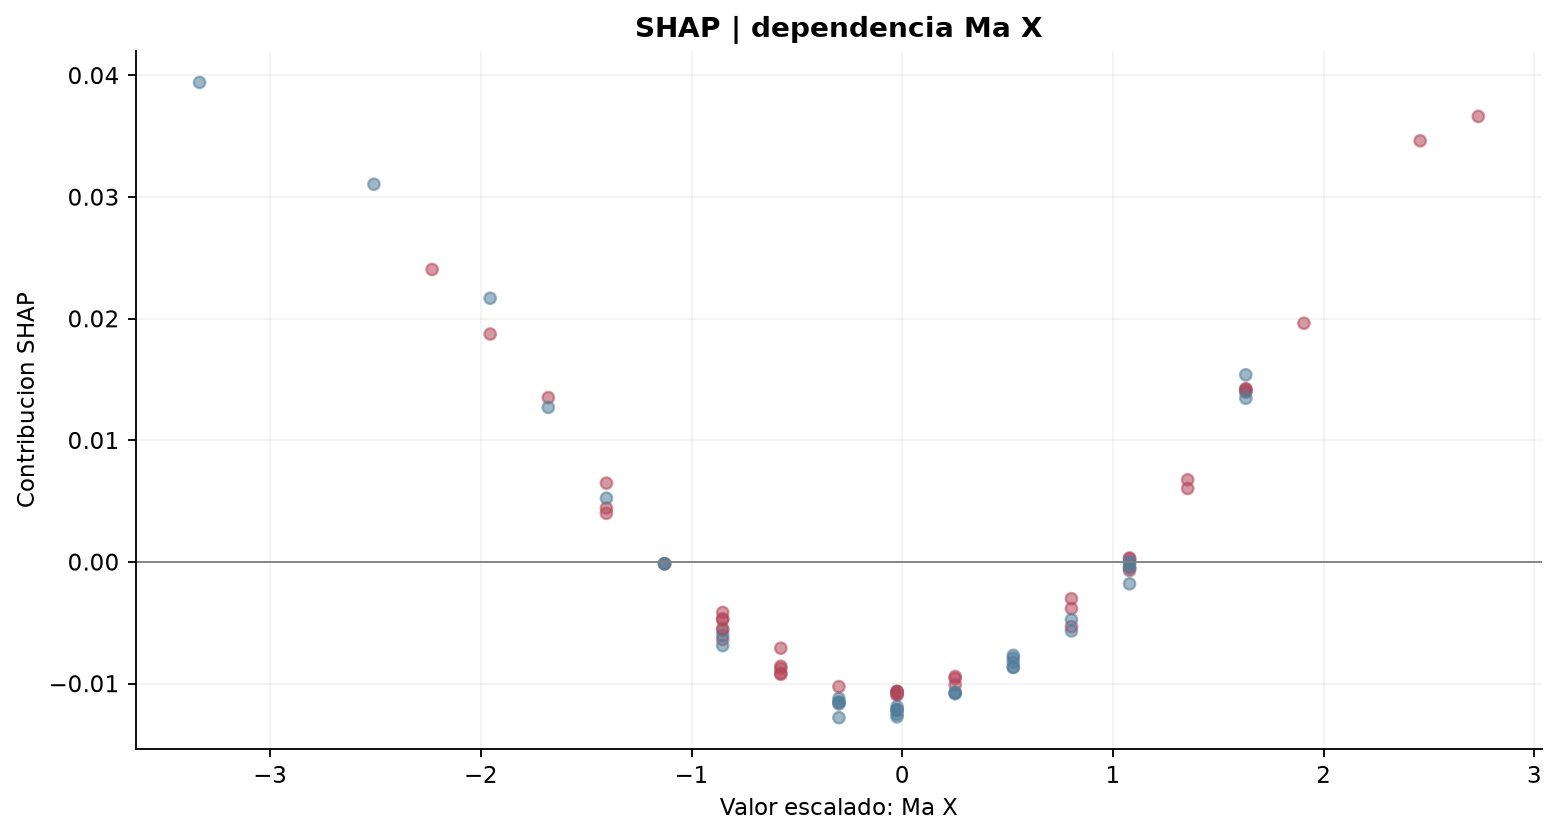 SHAP | dependencia Ma X
0.04
0.03
0.02
0.01
0.00
−0.01
Contribucion SHAP
−3 −2 −1 0 1 2 3
Valor escalado: Ma X